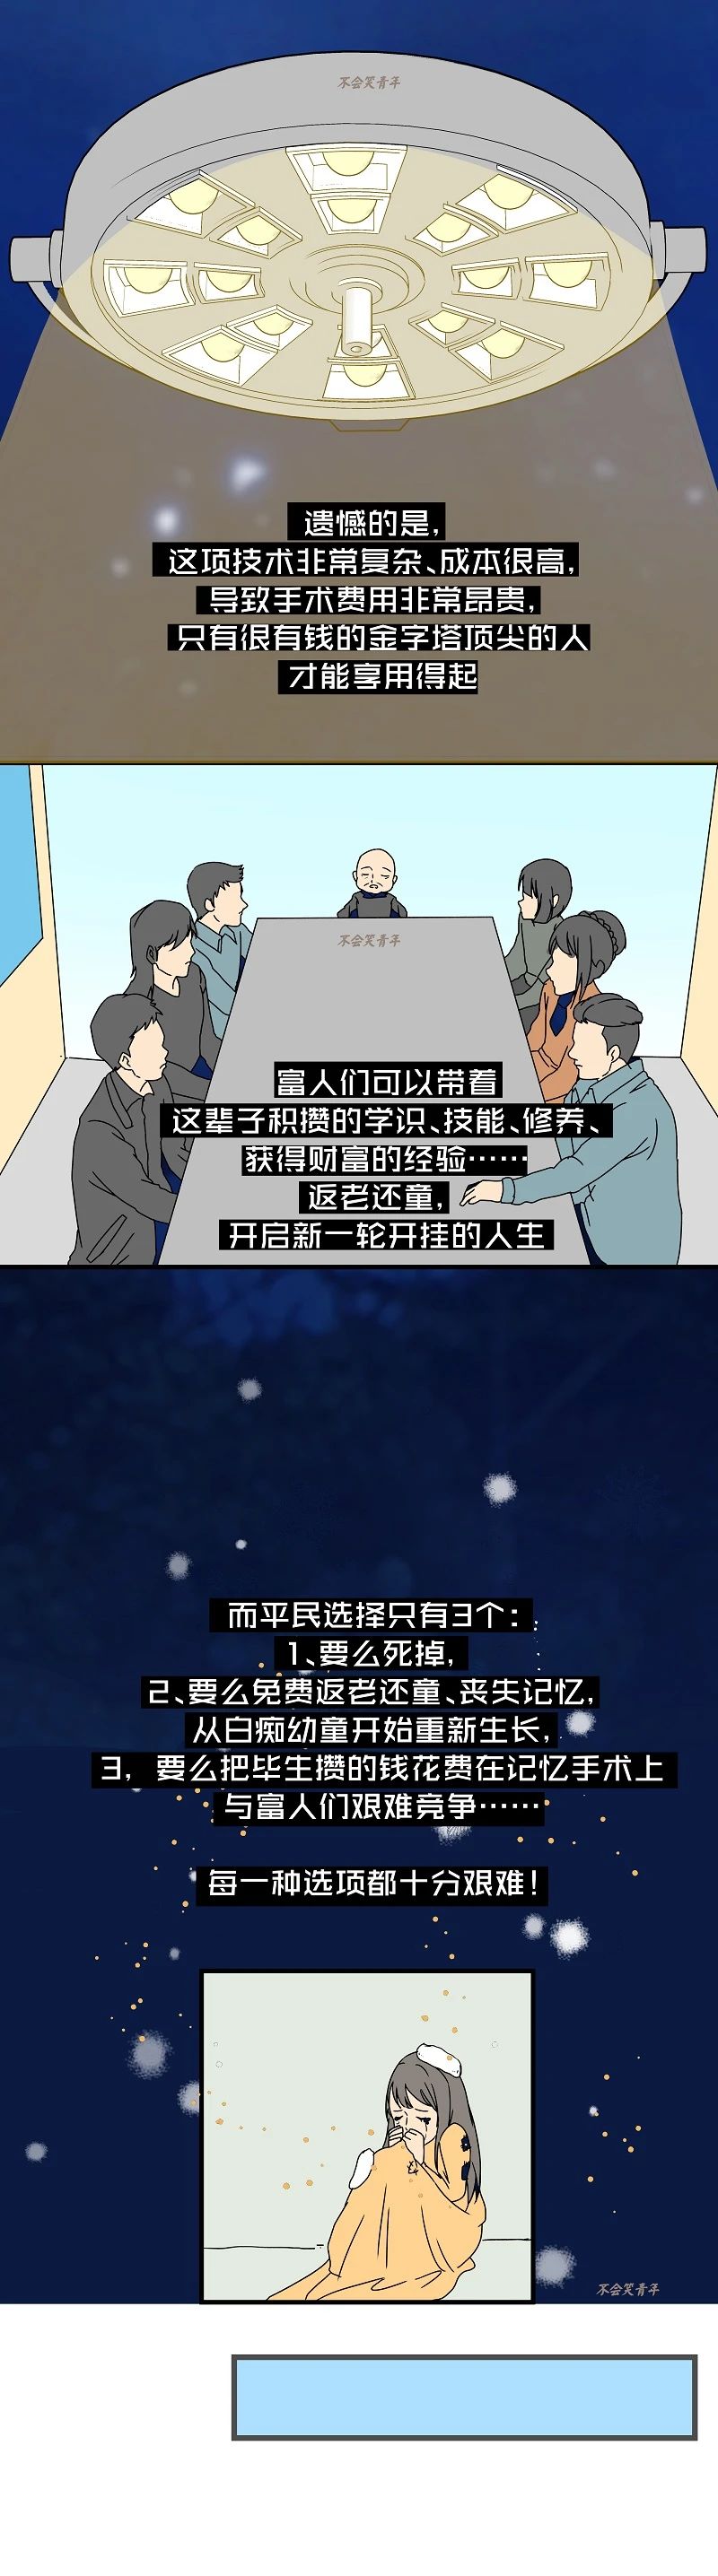 不会笑青年
遗憾的是,
这项技术非常复杂、成本很高,
导致手术费用非常昂贵,
只有很有钱的金字塔顶尖的人
才能享用得起
不会笑青年
富人们可以带着
这辈子积攒的学识、技能、修养、
获得财富的经验……
返老还童,
开启新一轮开挂的人生
而平民选择只有3个：
1、要么死掉,
2、要么免费返老还童、丧失记忆,
从白痴幼童开始重新生长,
3，要么把毕生攒的钱花费在记忆手术上
与富人们艰难竞争……
每一种选项都十分艰难！
不会笑青年